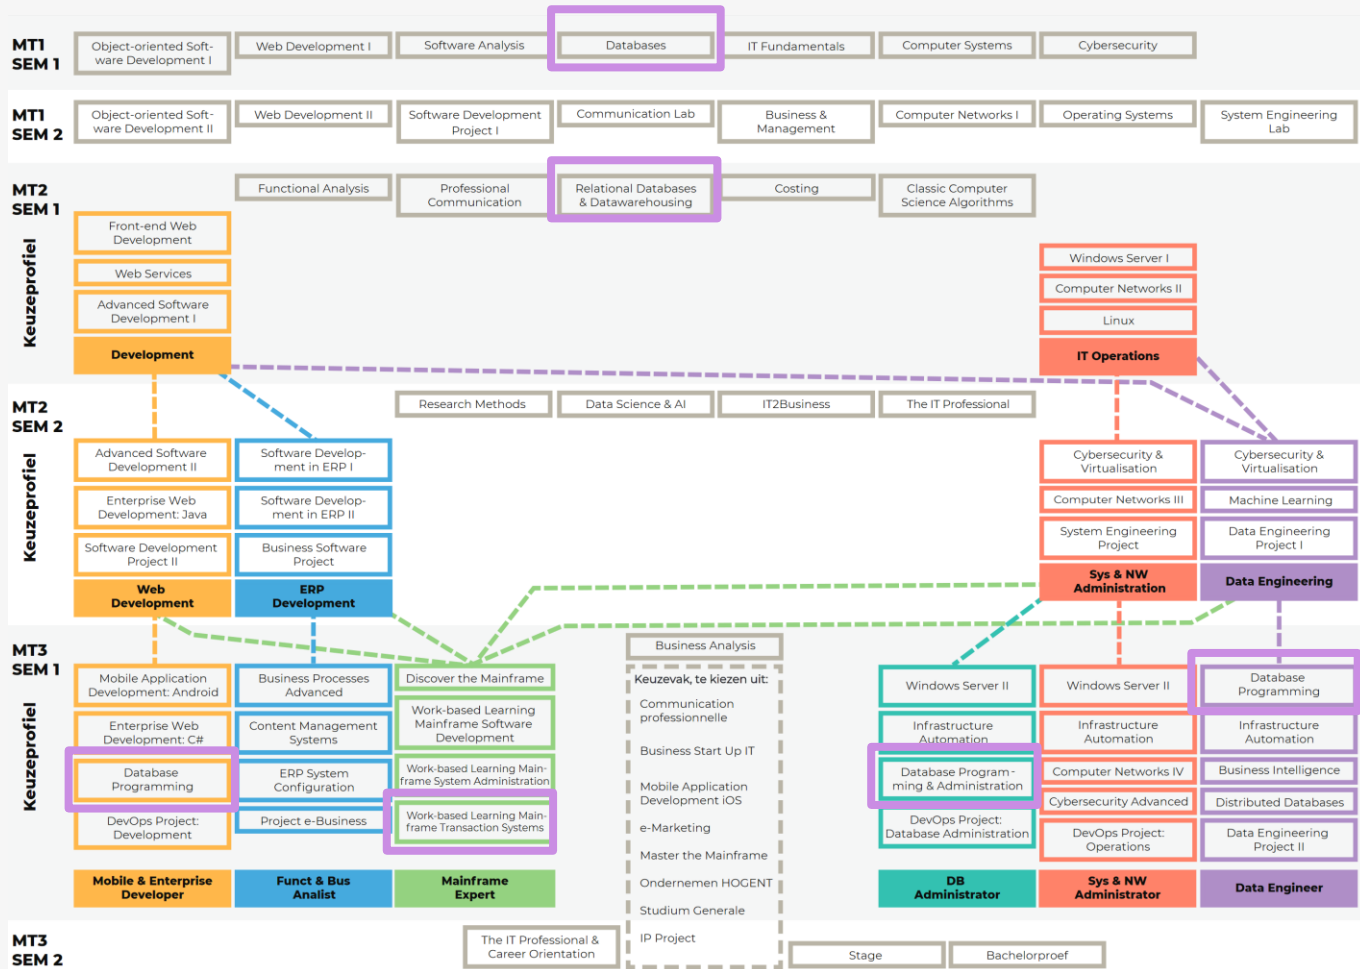 MT1
SEM 1
Object-oriented Soft-
ware Development I
Web Development I
Software Analysis
Databases
IT Fundamentals
Computer Systems
Cybersecurity
MT1
SEM 2
Object-oriented Soft-
ware Development II
Web Development II
Software Development
Project I
Communication Lab
Business &
Management
Computer Networks I
Operating Systems
System Engineering
Lab
MT2
SEM 1
Functional Analysis
Professional
Communication
Relational Databases
& Datawarehousing
Costing
Classic Computer
Science Algorithms
Keuzeprofiel
Front-end Web
Development
Web Services
Advanced Software
Development I
Development
Windows Server I
Computer Networks II
Linux
IT Operations
MT2
SEM 2
Research Methods
Data Science & AI
IT2Business
The IT Professional
Keuzeprofiel
Advanced Software
Development II
Enterprise Web
Development: Java
Software Development
Project II
Web
Development
Software Develop-
ment in ERP I
Software Develop-
ment in ERP II
Business Software
Project
ERP
Development
Cybersecurity &
Virtualisation
Computer Networks III
System Engineering
Project
Sys & NW
Administration
Cybersecurity &
Virtualisation
Machine Learning
Data Engineering
Project I
Data Engineering
MT3
SEM 1
Keuzeprofiel
Mobile Application
Development: Android
Enterprise Web
Development: C#
Database
Programming
DevOps Project:
Development
Mobile & Enterprise
Developer
Business Processes
Advanced
Content Management
Systems
ERP System
Configuration
Project e-Business
Funct & Bus
Analist
Discover the Mainframe
Work-based Learning
Mainframe Software
Development
Work-based Learning Main-
frame System Administration
Work-based Learning Main-
frame Transaction Systems
Mainframe
Expert
Business Analysis
Keuzevak, te kiezen uit:
Communication
professionnelle
Business Start Up IT
Mobile Application
Development iOS
e-Marketing
Master the Mainframe
Ondernemen HOGENT
Studium Generale
IP Project
Windows Server II
Infrastructure
Automation
Database Program-
ming & Administration
DevOps Project:
Database Administration
DB
Administrator
Windows Server II
Infrastructure
Automation
Computer Networks IV
Cybersecurity Advanced
DevOps Project:
Operations
Sys & NW
Administrator
Database
Programming
Infrastructure
Automation
Business Intelligence
Distributed Databases
Data Engineering
Project II
Data Engineer
MT3
SEM 2
The IT Professional &
Career Orientation
Stage
Bachelorproef